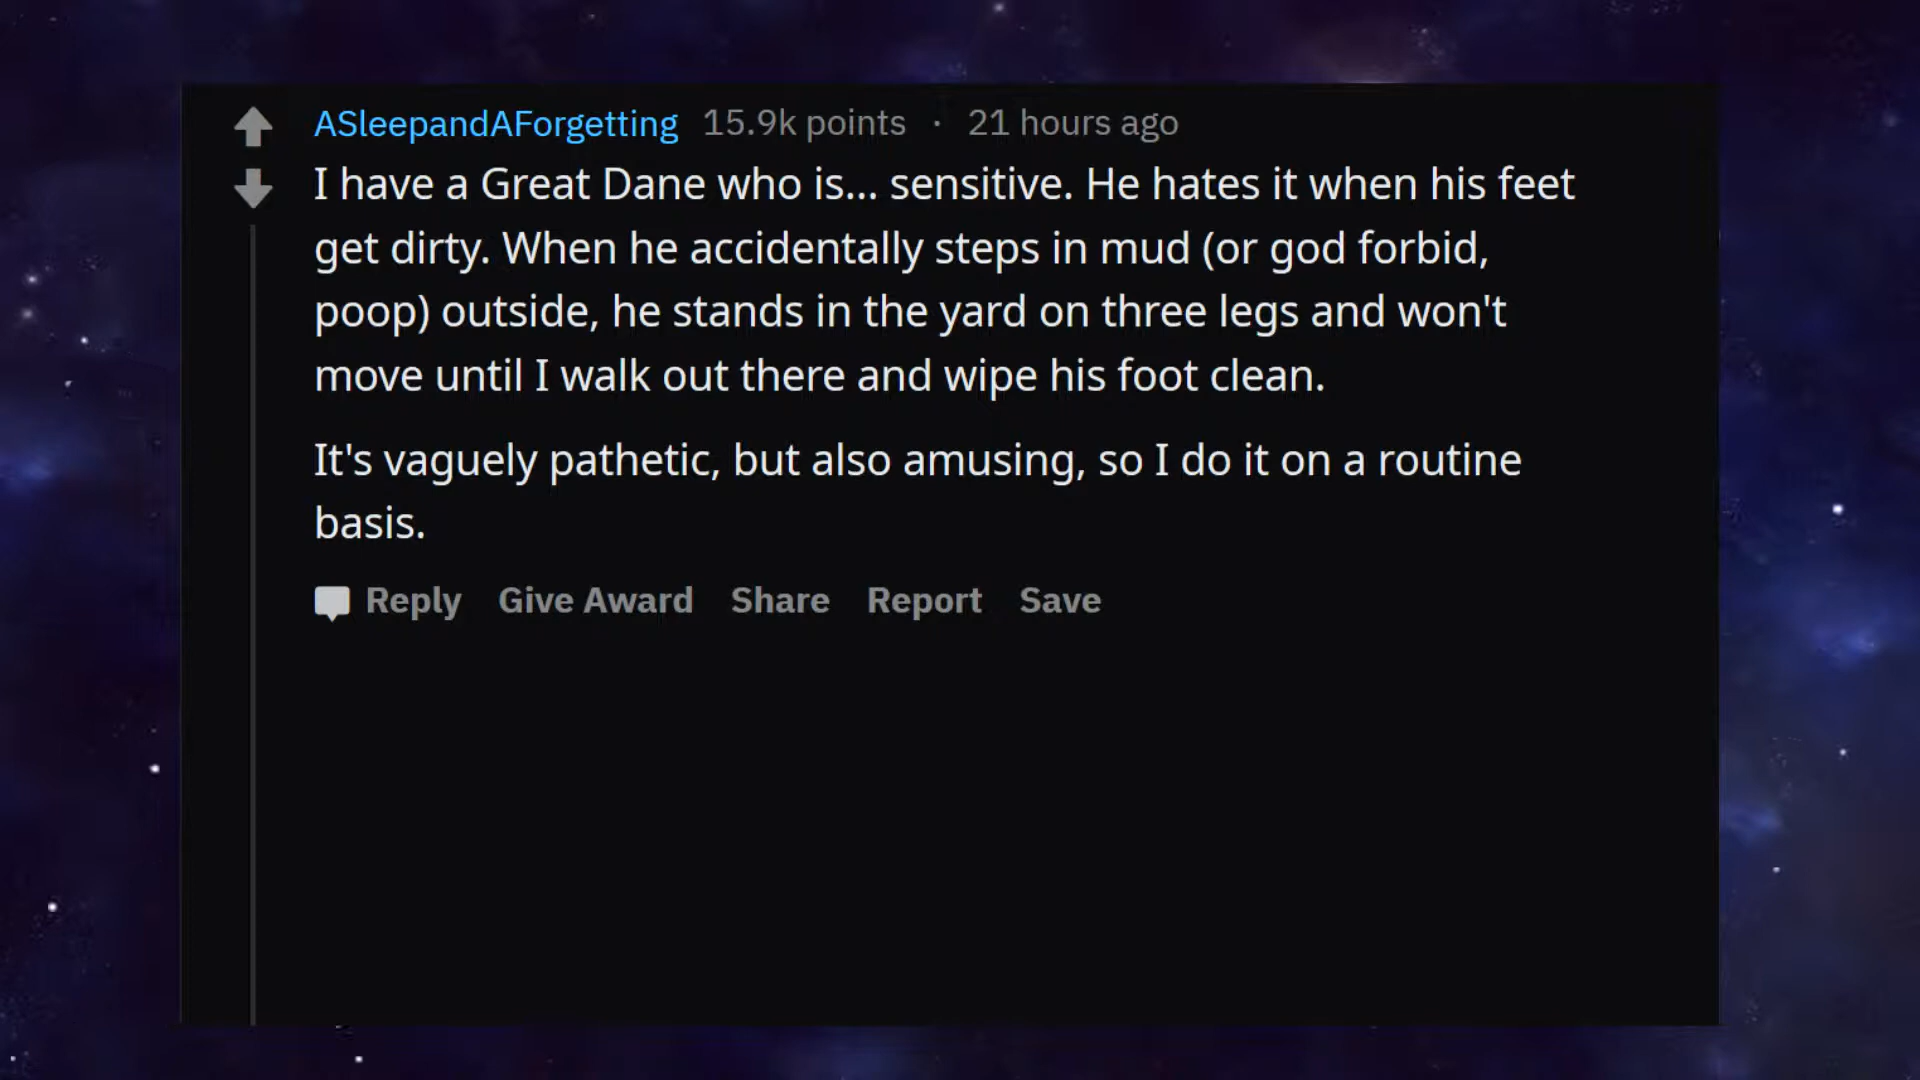 ASleepandAForgetting 15.9k points · 21 hours ago
I have a Great Dane who is... sensitive. He hates it when his feet
get dirty. When he accidentally steps in mud (or god forbid,
poop) outside, he stands in the yard on three legs and won't
move until I walk out there and wipe his foot clean.
It's vaguely pathetic, but also amusing, so I do it on a routine
basis.
Reply Give Award Share Report Save